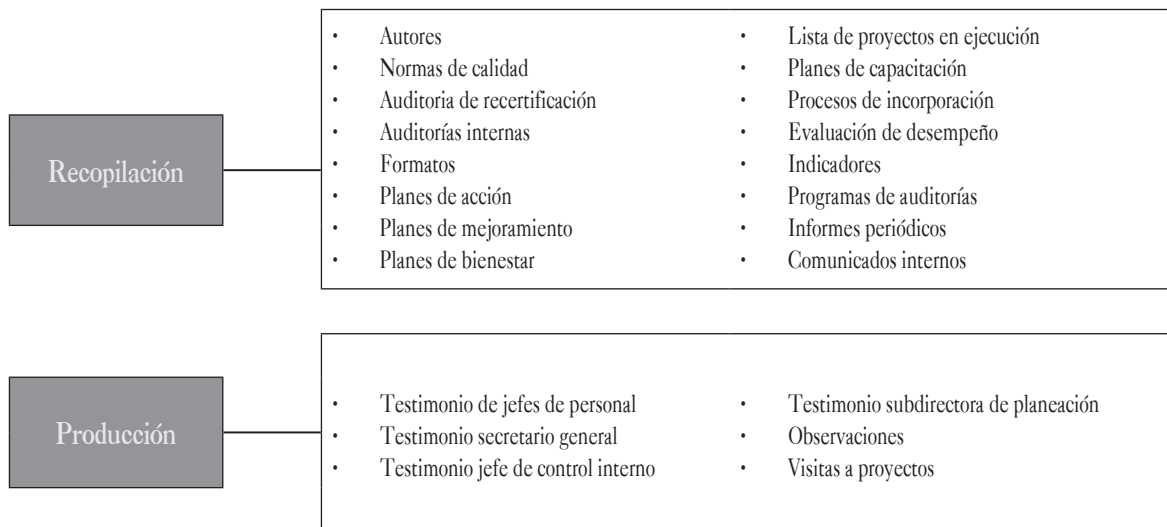 Recopilación
• Autores
• Normas de calidad
• Auditoria de recertificación
• Auditorías internas
• Formatos
• Planes de acción
• Planes de mejoramiento
• Planes de bienestar
• Lista de proyectos en ejecución
• Planes de capacitación
• Procesos de incorporación
• Evaluación de desempeño
• Indicadores
• Programas de auditorías
• Informes periódicos
• Comunicados internos
Producción
• Testimonio de jefes de personal
• Testimonio secretario general
• Testimonio jefe de control interno
• Testimonio subdirectora de planeación
• Observaciones
• Visitas a proyectos